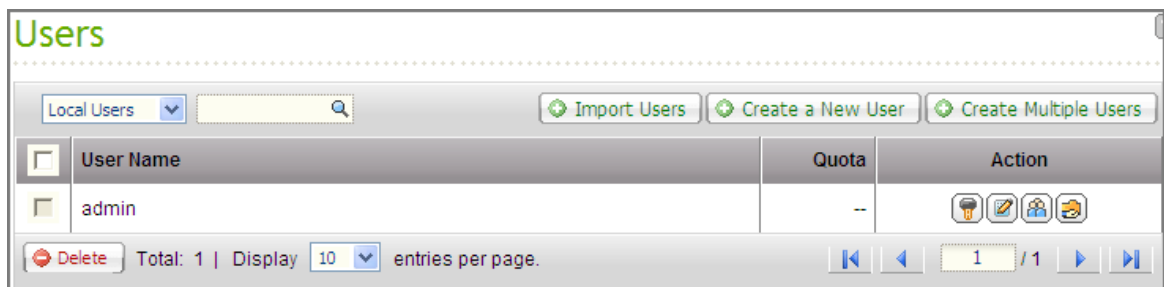 Users
Local Users Import Users Create a New User Create Multiple Users
User Name Quota Action
admin --
Delete Total: 1 | Display 10 entries per page. 1 / 1